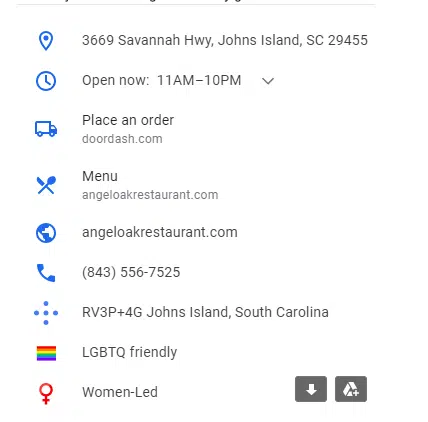 3669 Savannah Hwy, Johns Island, SC 29455
Open now: 11AM–10PM
Place an order
doordash.com
Menu
angeloakrestaurant.com
angeloakrestaurant.com
(843) 556-7525
RV3P+4G Johns Island, South Carolina
LGBTQ friendly
Women-Led